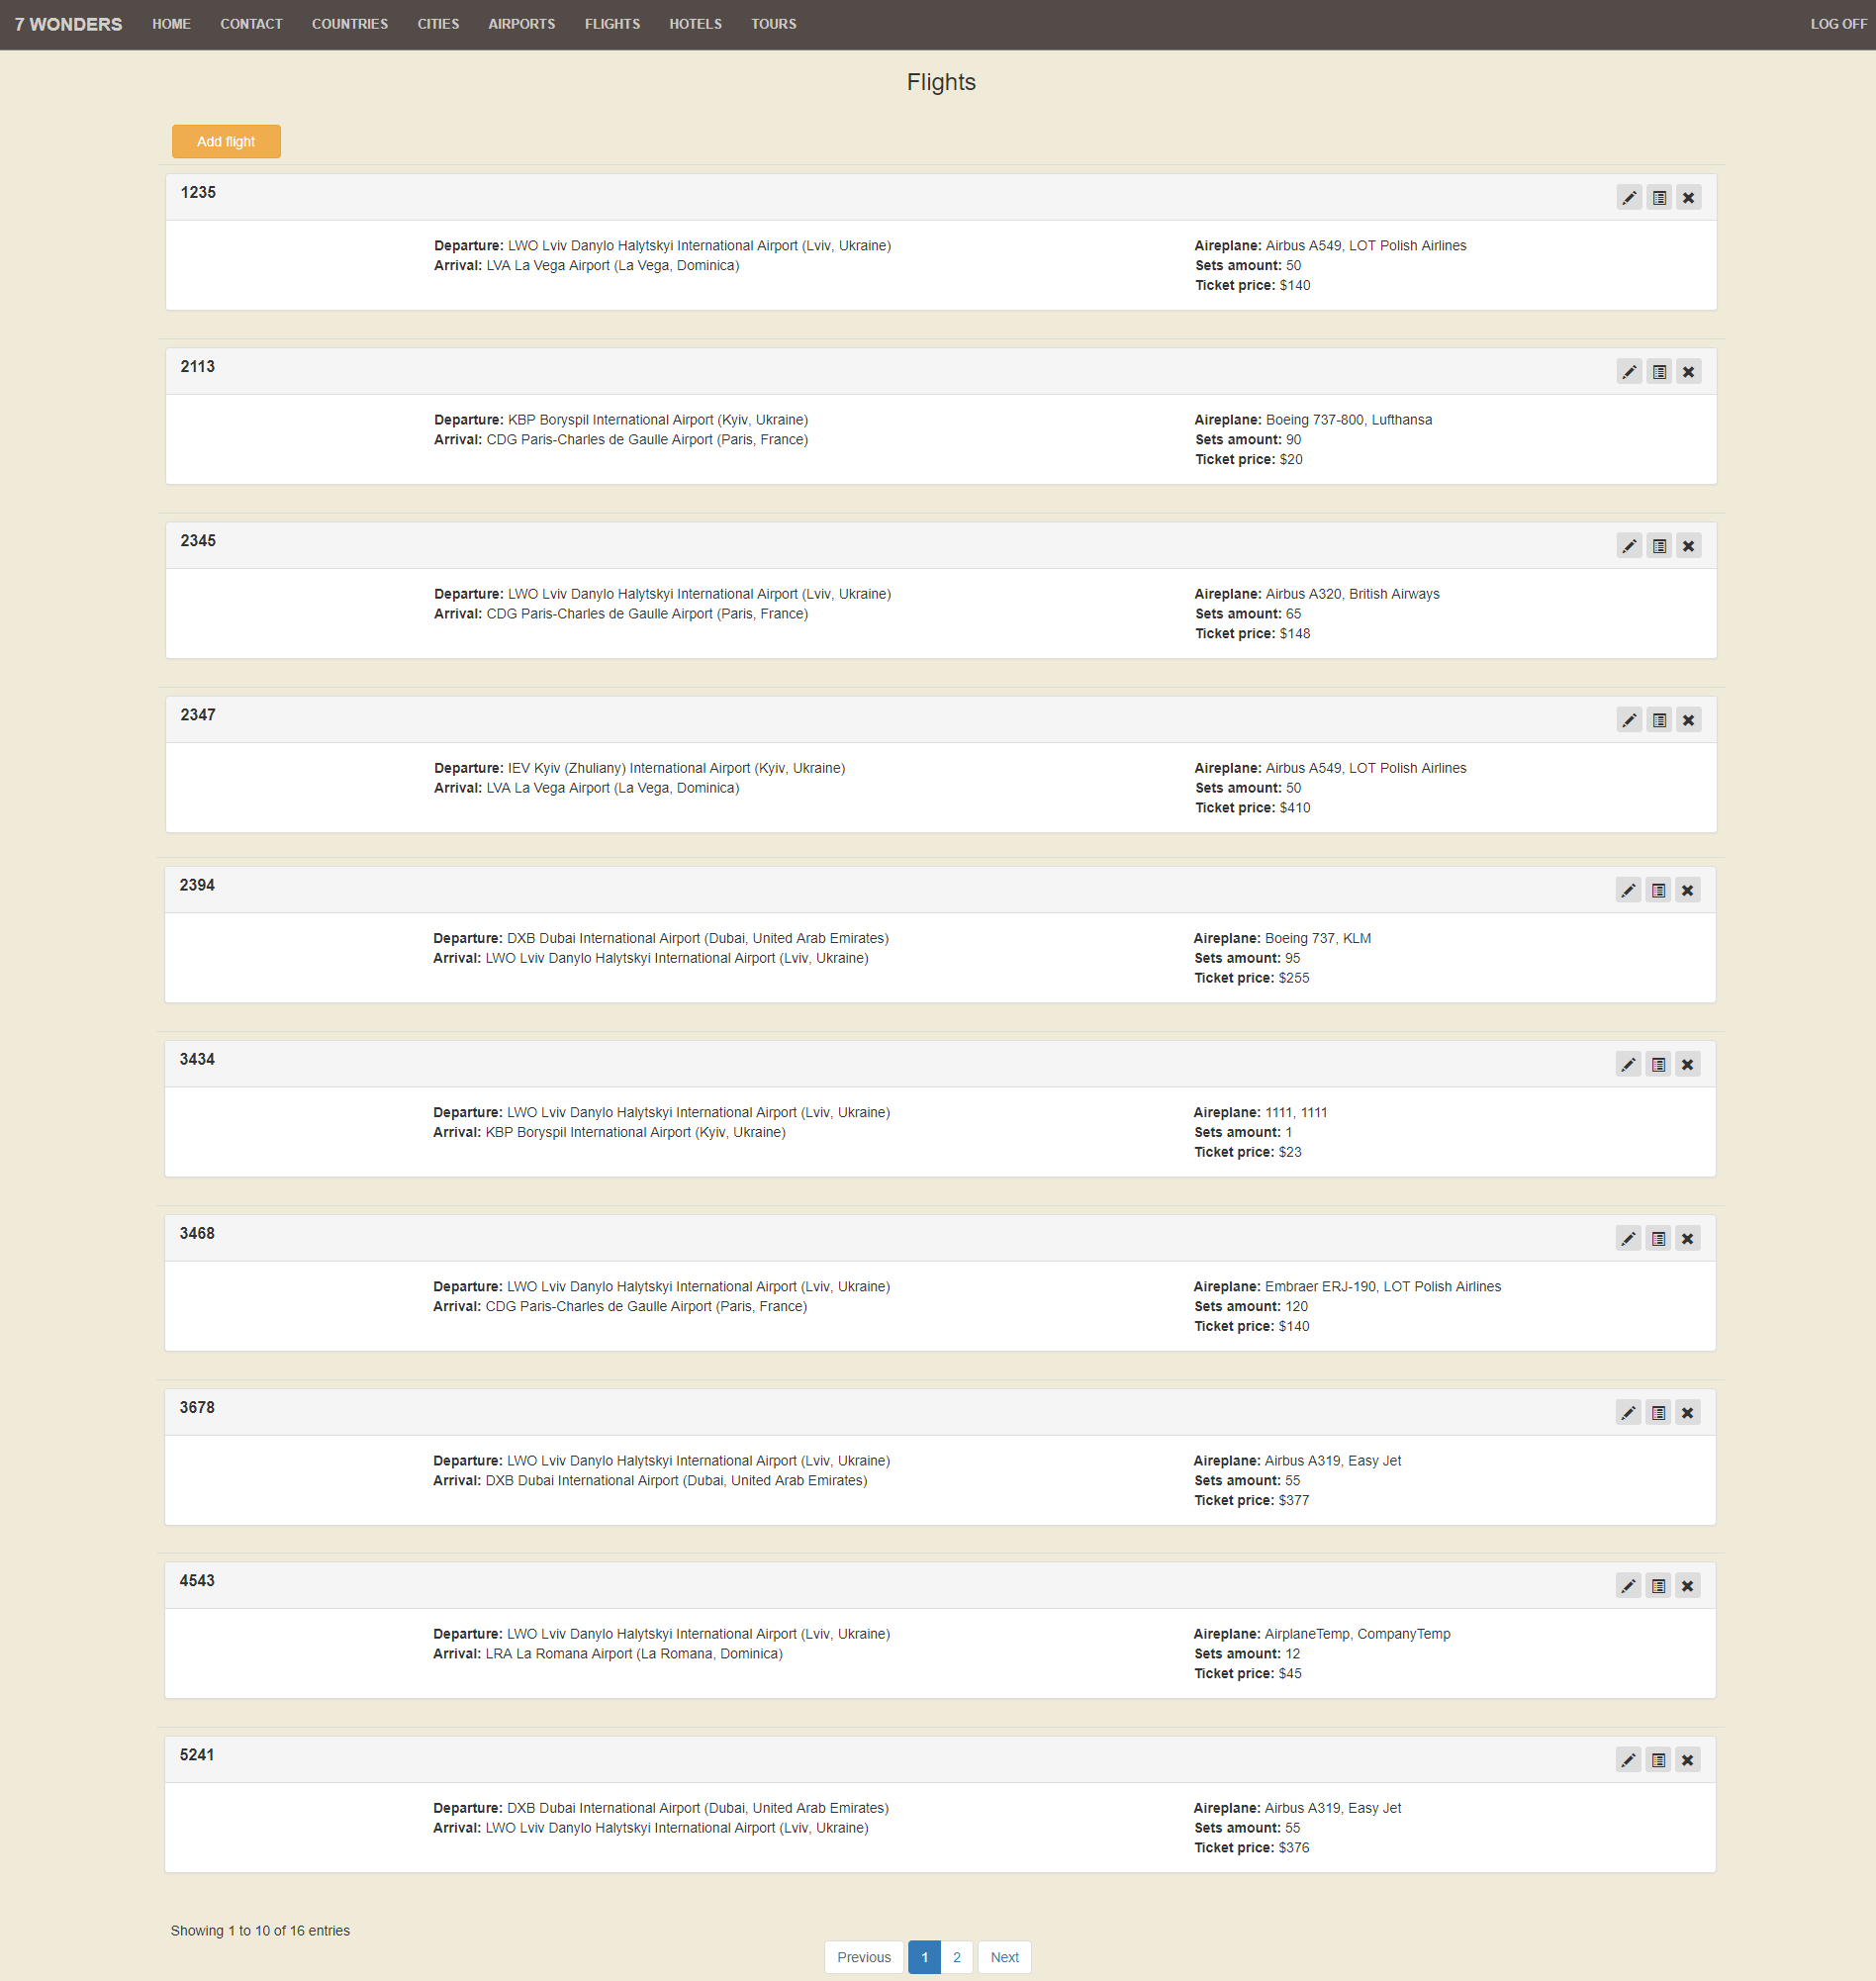 7 WONDERS HOME CONTACT COUNTRIES CITIES AIRPORTS FLIGHTS HOTELS TOURS LOG OFF
Flights
Add flight
1235
Departure: LWO Lviv Danylo Halytskyi International Airport (Lviv, Ukraine)
Arrival: LVA La Vega Airport (La Vega, Dominica)
Aireplane: Airbus A549, LOT Polish Airlines
Sets amount: 50
Ticket price: $140
2113
Departure: KBP Boryspil International Airport (Kyiv, Ukraine)
Arrival: CDG Paris-Charles de Gaulle Airport (Paris, France)
Aireplane: Boeing 737-800, Lufthansa
Sets amount: 90
Ticket price: $20
2345
Departure: LWO Lviv Danylo Halytskyi International Airport (Lviv, Ukraine)
Arrival: CDG Paris-Charles de Gaulle Airport (Paris, France)
Aireplane: Airbus A320, British Airways
Sets amount: 65
Ticket price: $148
2347
Departure: IEV Kyiv (Zhuliany) International Airport (Kyiv, Ukraine)
Arrival: LVA La Vega Airport (La Vega, Dominica)
Aireplane: Airbus A549, LOT Polish Airlines
Sets amount: 50
Ticket price: $410
2394
Departure: DXB Dubai International Airport (Dubai, United Arab Emirates)
Arrival: LWO Lviv Danylo Halytskyi International Airport (Lviv, Ukraine)
Aireplane: Boeing 737, KLM
Sets amount: 95
Ticket price: $255
3434
Departure: LWO Lviv Danylo Halytskyi International Airport (Lviv, Ukraine)
Arrival: KBP Boryspil International Airport (Kyiv, Ukraine)
Aireplane: 1111, 1111
Sets amount: 1
Ticket price: $23
3468
Departure: LWO Lviv Danylo Halytskyi International Airport (Lviv, Ukraine)
Arrival: CDG Paris-Charles de Gaulle Airport (Paris, France)
Aireplane: Embraer ERJ-190, LOT Polish Airlines
Sets amount: 120
Ticket price: $140
3678
Departure: LWO Lviv Danylo Halytskyi International Airport (Lviv, Ukraine)
Arrival: DXB Dubai International Airport (Dubai, United Arab Emirates)
Aireplane: Airbus A319, Easy Jet
Sets amount: 55
Ticket price: $377
4543
Departure: LWO Lviv Danylo Halytskyi International Airport (Lviv, Ukraine)
Arrival: LRA La Romana Airport (La Romana, Dominica)
Aireplane: AirplaneTemp, CompanyTemp
Sets amount: 12
Ticket price: $45
5241
Departure: DXB Dubai International Airport (Dubai, United Arab Emirates)
Arrival: LWO Lviv Danylo Halytskyi International Airport (Lviv, Ukraine)
Aireplane: Airbus A319, Easy Jet
Sets amount: 55
Ticket price: $376
Showing 1 to 10 of 16 entries
Previous 1 2 Next